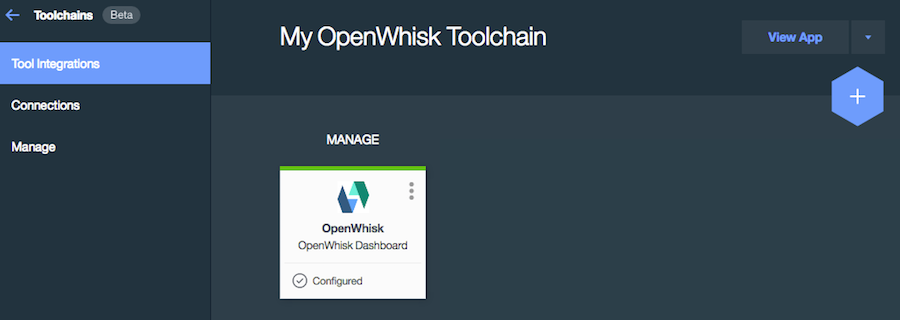 Toolchains Beta
My OpenWhisk Toolchain
View App
Tool Integrations
Connections
Manage
MANAGE
OpenWhisk
OpenWhisk Dashboard
Configured